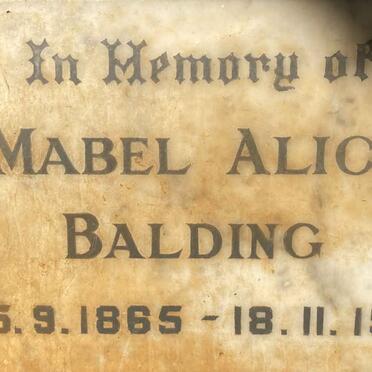 In Memory of
MABEL ALIC
BALDING
5.9.1865 - 18.11.1